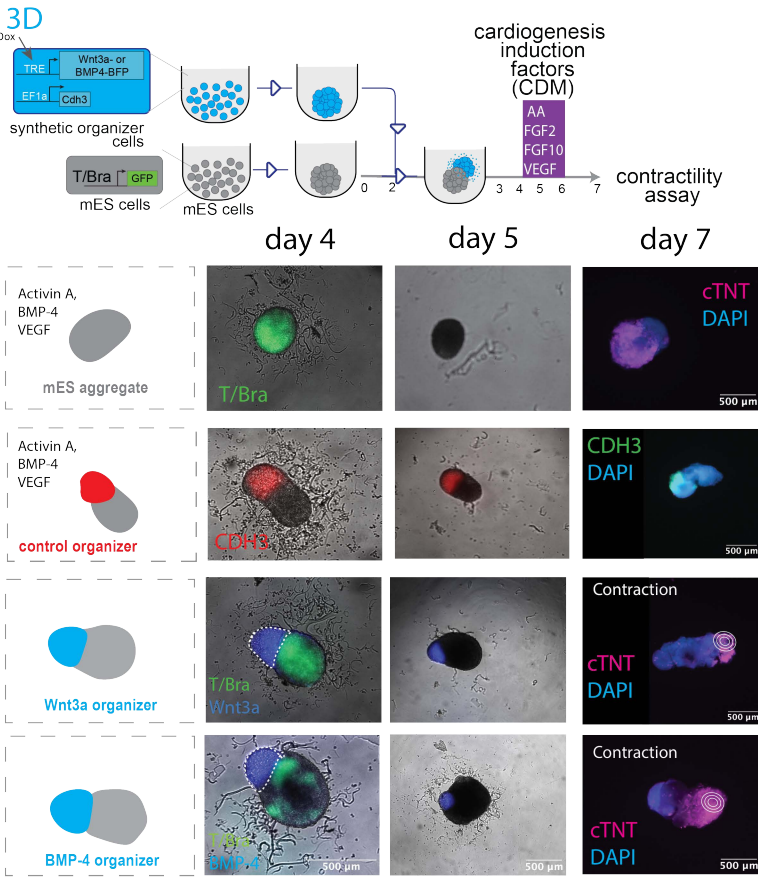 3D
Dox
TRE
Wnt3a- or
BMP4-BFP
EF1a
Cdh3
synthetic organizer
cells
T/Bra
GFP
mES cells
mES cells
0
2
3
4
5
6
7
cardiogenesis
induction
factors
(CDM)
AA
FGF2
FGF10
VEGF
contractility
assay
day 4
day 5
day 7
Activin A,
BMP-4
VEGF
mES aggregate
T/Bra
cTNT
DAPI
500 µm
Activin A,
BMP-4
VEGF
control organizer
CDH3
CDH3
DAPI
500 µm
Wnt3a organizer
T/Bra
Wnt3a
Contraction
cTNT
DAPI
500 µm
BMP-4 organizer
T/Bra
BMP-4
500 µm
Contraction
cTNT
DAPI
500 µm